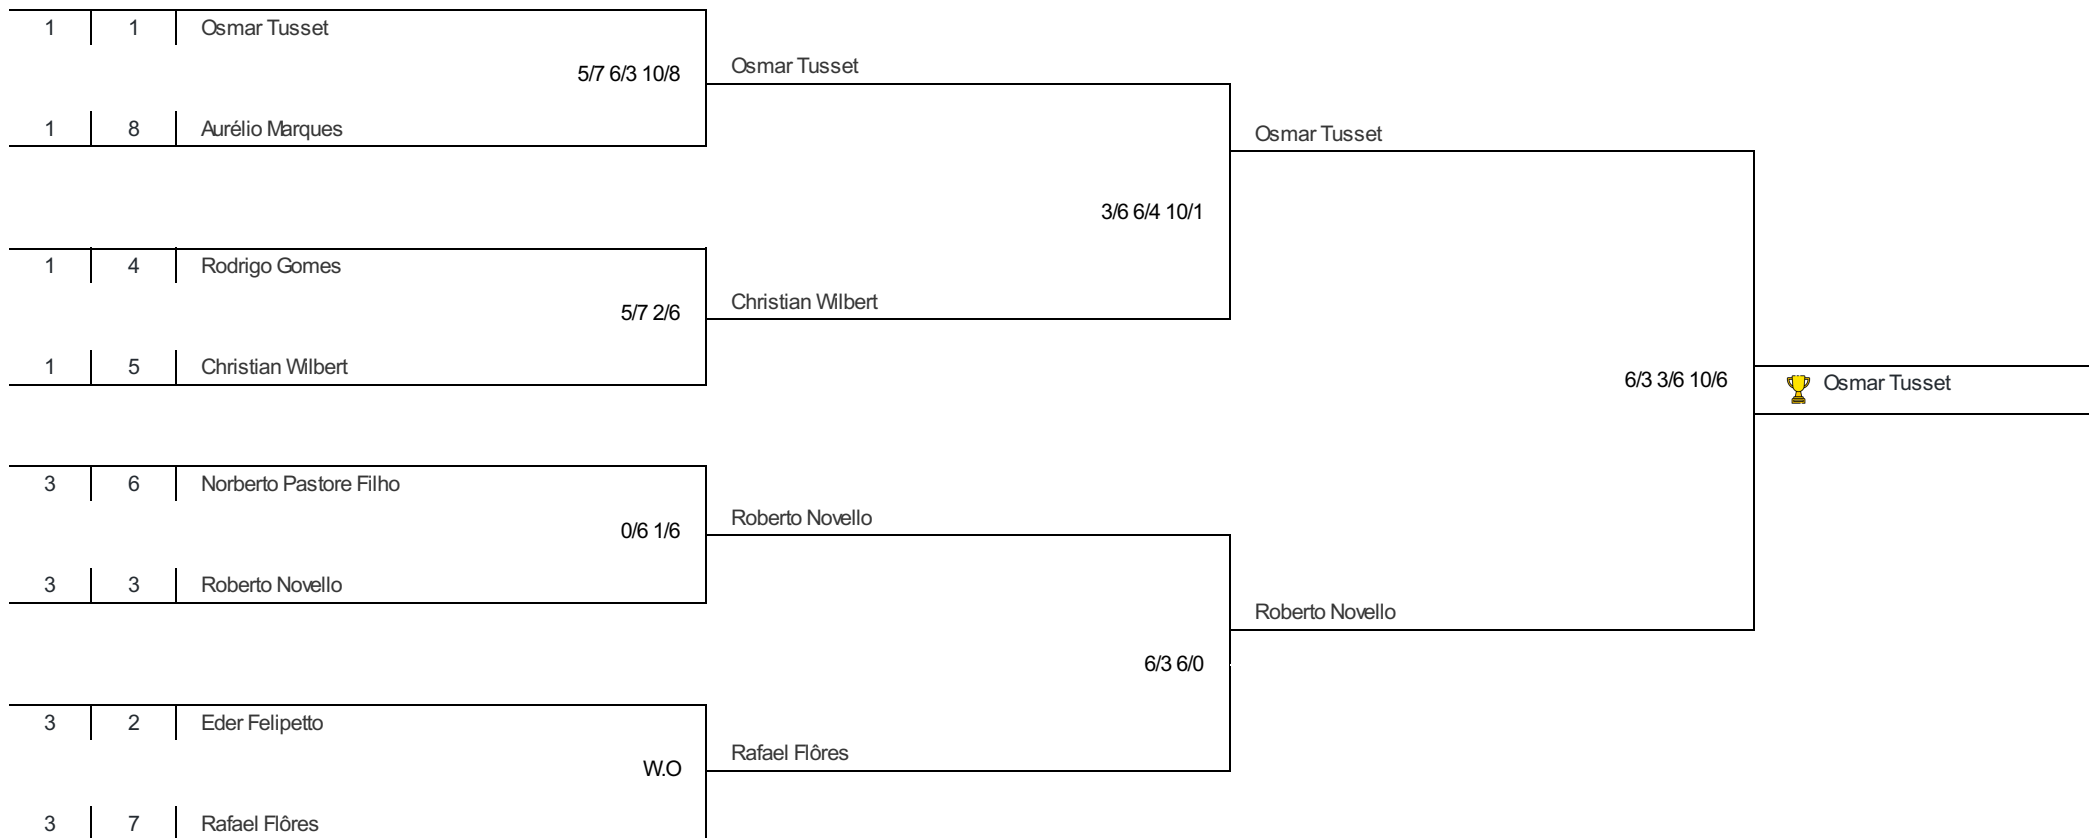 1 1 Osmar Tusset
5/7 6/3 10/8
1 8 Aurélio Marques
1 4 Rodrigo Gomes
5/7 2/6
1 5 Christian Wilbert
3 6 Norberto Pastore Filho
0/6 1/6
3 3 Roberto Novello
3 2 Eder Felipetto
W.O
3 7 Rafael Flôres
Osmar Tusset
3/6 6/4 10/1
Christian Wilbert
Roberto Novello
6/3 6/0
Rafael Flôres
Osmar Tusset
6/3 3/6 10/6
Roberto Novello
Osmar Tusset